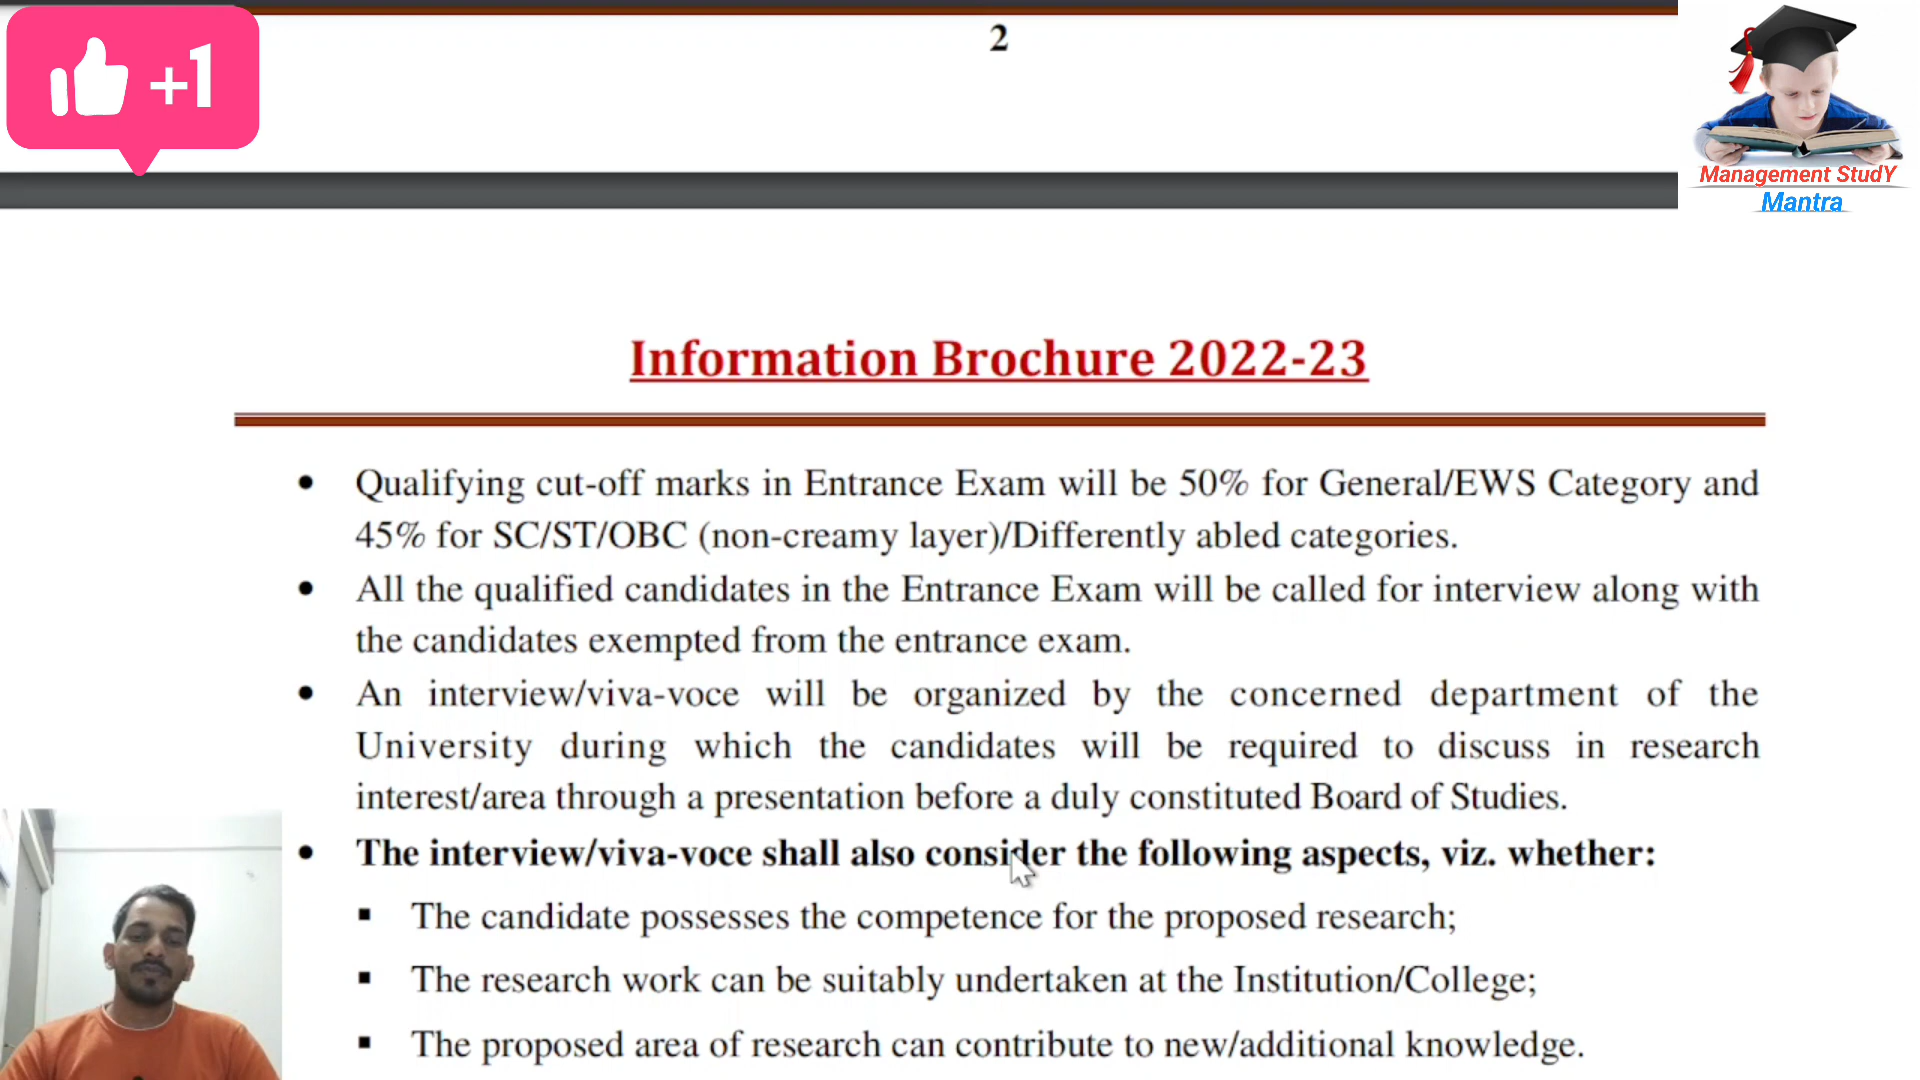 +1
2
Management StudY
Mantra
Information Brochure 2022-23
• Qualifying cut-off marks in Entrance Exam will be 50% for General/EWS Category and
45% for SC/ST/OBC (non-creamy layer)/Differently abled categories.
• All the qualified candidates in the Entrance Exam will be called for interview along with
the candidates exempted from the entrance exam.
• An interview/viva-voce will be organized by the concerned department of the
University during which the candidates will be required to discuss in research
interest/area through a presentation before a duly constituted Board of Studies.
• The interview/viva-voce shall also consider the following aspects, viz. whether:
▪ The candidate possesses the competence for the proposed research;
▪ The research work can be suitably undertaken at the Institution/College;
▪ The proposed area of research can contribute to new/additional knowledge.